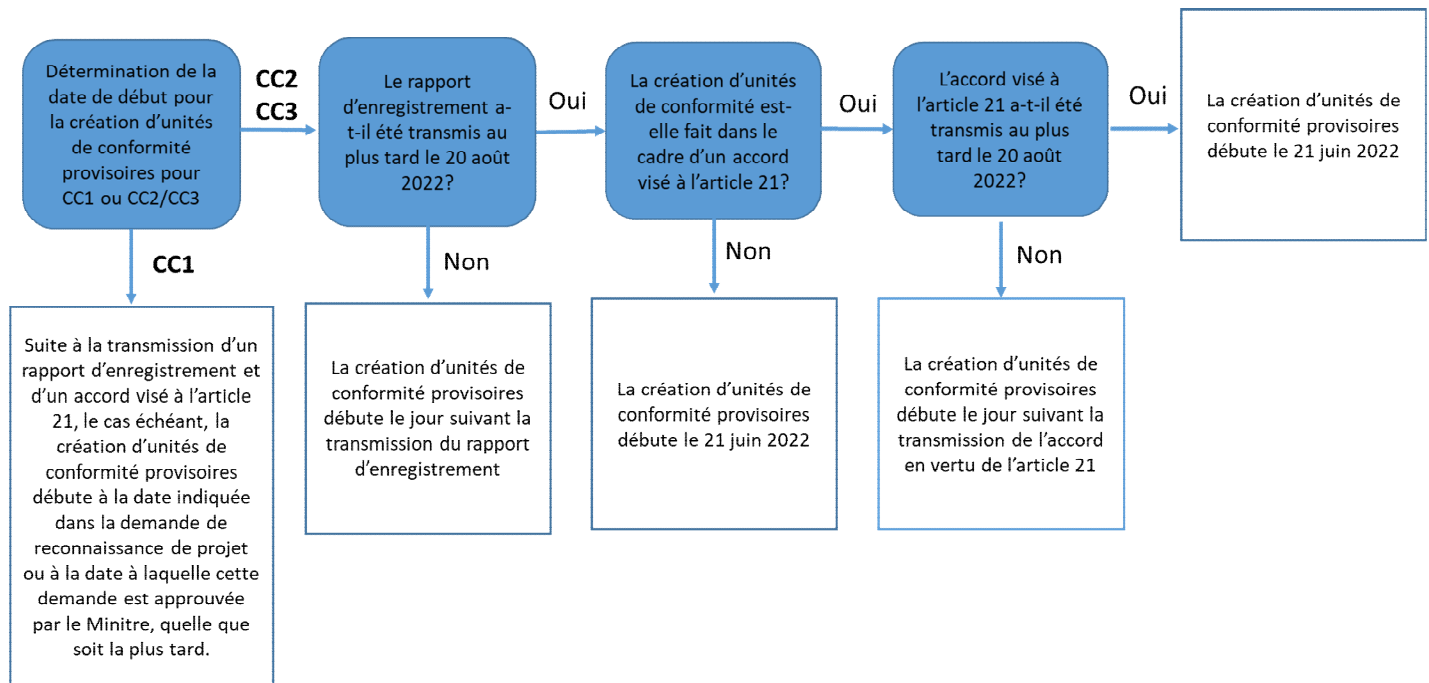 Détermination de la
date de début pour
la création d'unités
de conformité
provisoires pour
CC1 ou CC2/CC3
CC2
CC3
Le rapport
d'enregistrement a-
t-il été transmis au
plus tard le 20 août
2022?
Oui
La création d'unités
de conformité est-
elle fait dans le
cadre d'un accord
visé à l'article 21?
Oui
L'accord visé à
l'article 21 a-t-il été
transmis au plus
tard le 20 août
2022?
Oui
La création d'unités de
conformité provisoires
débute le 21 juin 2022
CC1
Non
Non
Non
Suite à la transmission d'un
rapport d'enregistrement et
d'un accord visé à l'article
21, le cas échéant, la
création d'unités de
conformité provisoires
débute à la date indiquée
dans la demande de
reconnaissance de projet
ou à la date à laquelle cette
demande est approuvée
par le Minitre, quelle que
soit la plus tard.
La création d'unités de
conformité provisoires
débute le jour suivant la
transmission du rapport
d'enregistrement
La création d'unités de
conformité provisoires
débute le 21 juin 2022
La création d'unités de
conformité provisoires
débute le jour suivant la
transmission de l'accord
en vertu de l'article 21